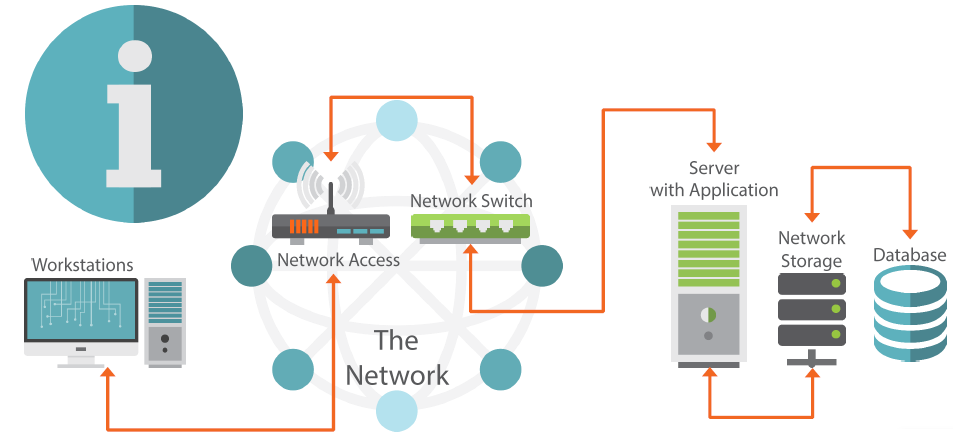 i
Workstations
Network Access
Network Switch
The
Network
Server
with Application
Network
Storage
Database